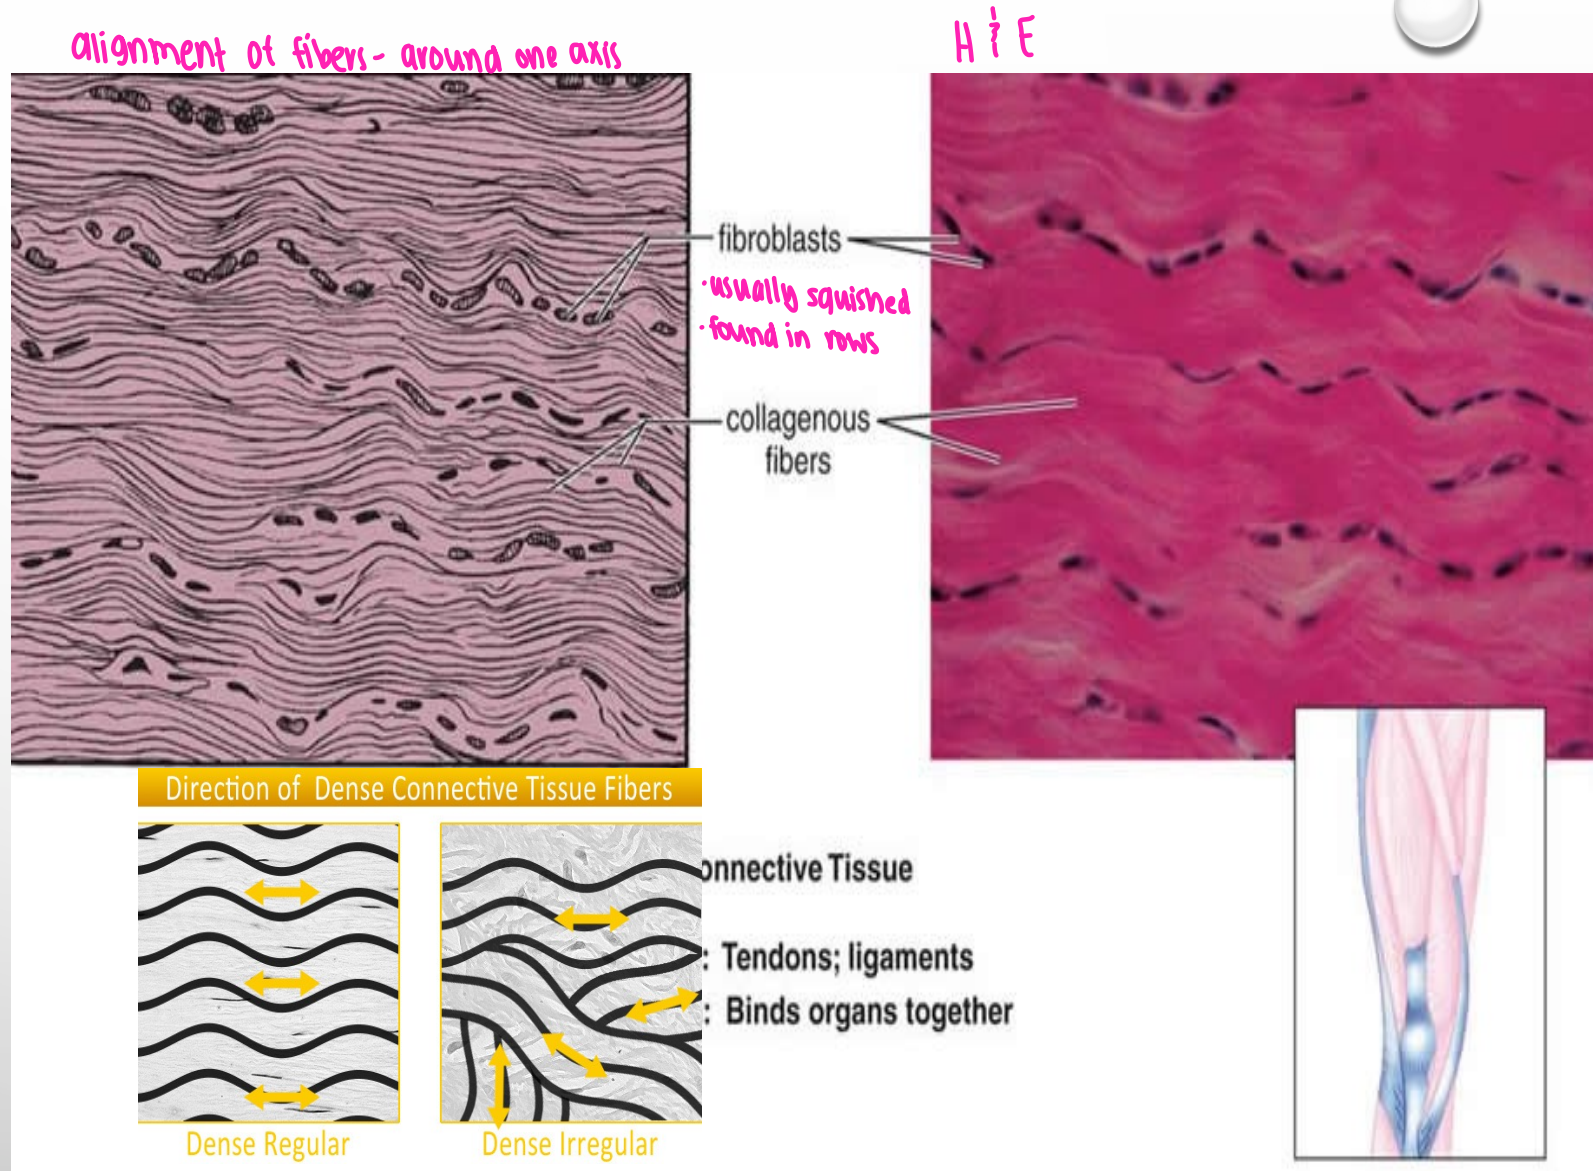 alignment of fibers - around one axis
H & E
fibroblasts
· usually squished
· found in rows
collagenous
fibers
Direction of Dense Connective Tissue Fibers
onnective Tissue
: Tendons; ligaments
: Binds organs together
Dense Regular
Dense Irregular